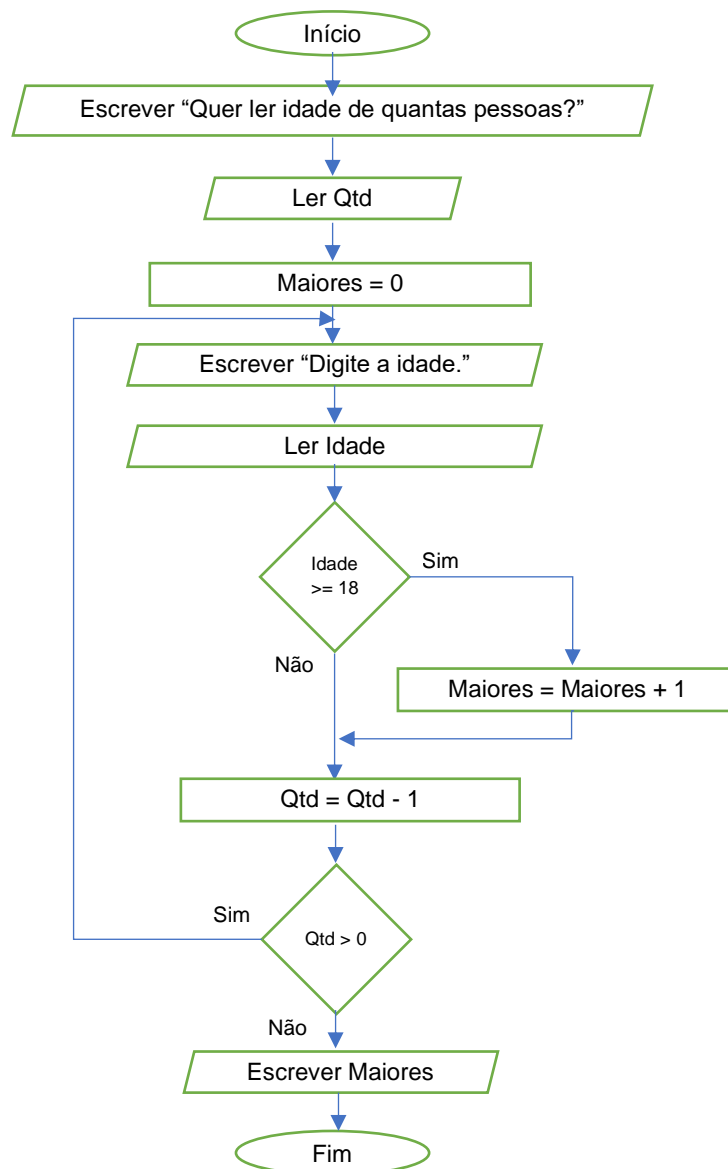 Início
Escrever “Quer ler idade de quantas pessoas?”
Ler Qtd
Maiores = 0
Escrever “Digite a idade.”
Ler Idade
Idade
>= 18
Sim
Não
Maiores = Maiores + 1
Qtd = Qtd - 1
Sim
Qtd > 0
Não
Escrever Maiores
Fim